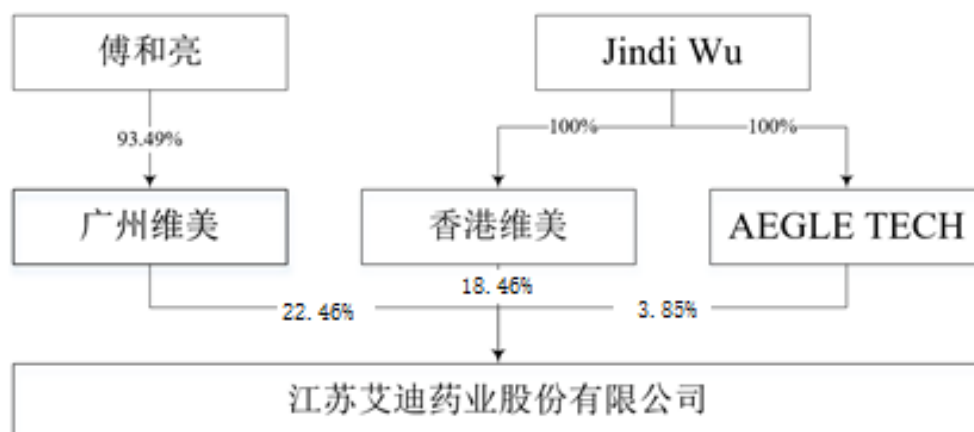 傅和亮
Jindi Wu
93.49%
100%
100%
广州维美
香港维美
AEGLE TECH
22.46%
18.46%
3.85%
江苏艾迪药业股份有限公司